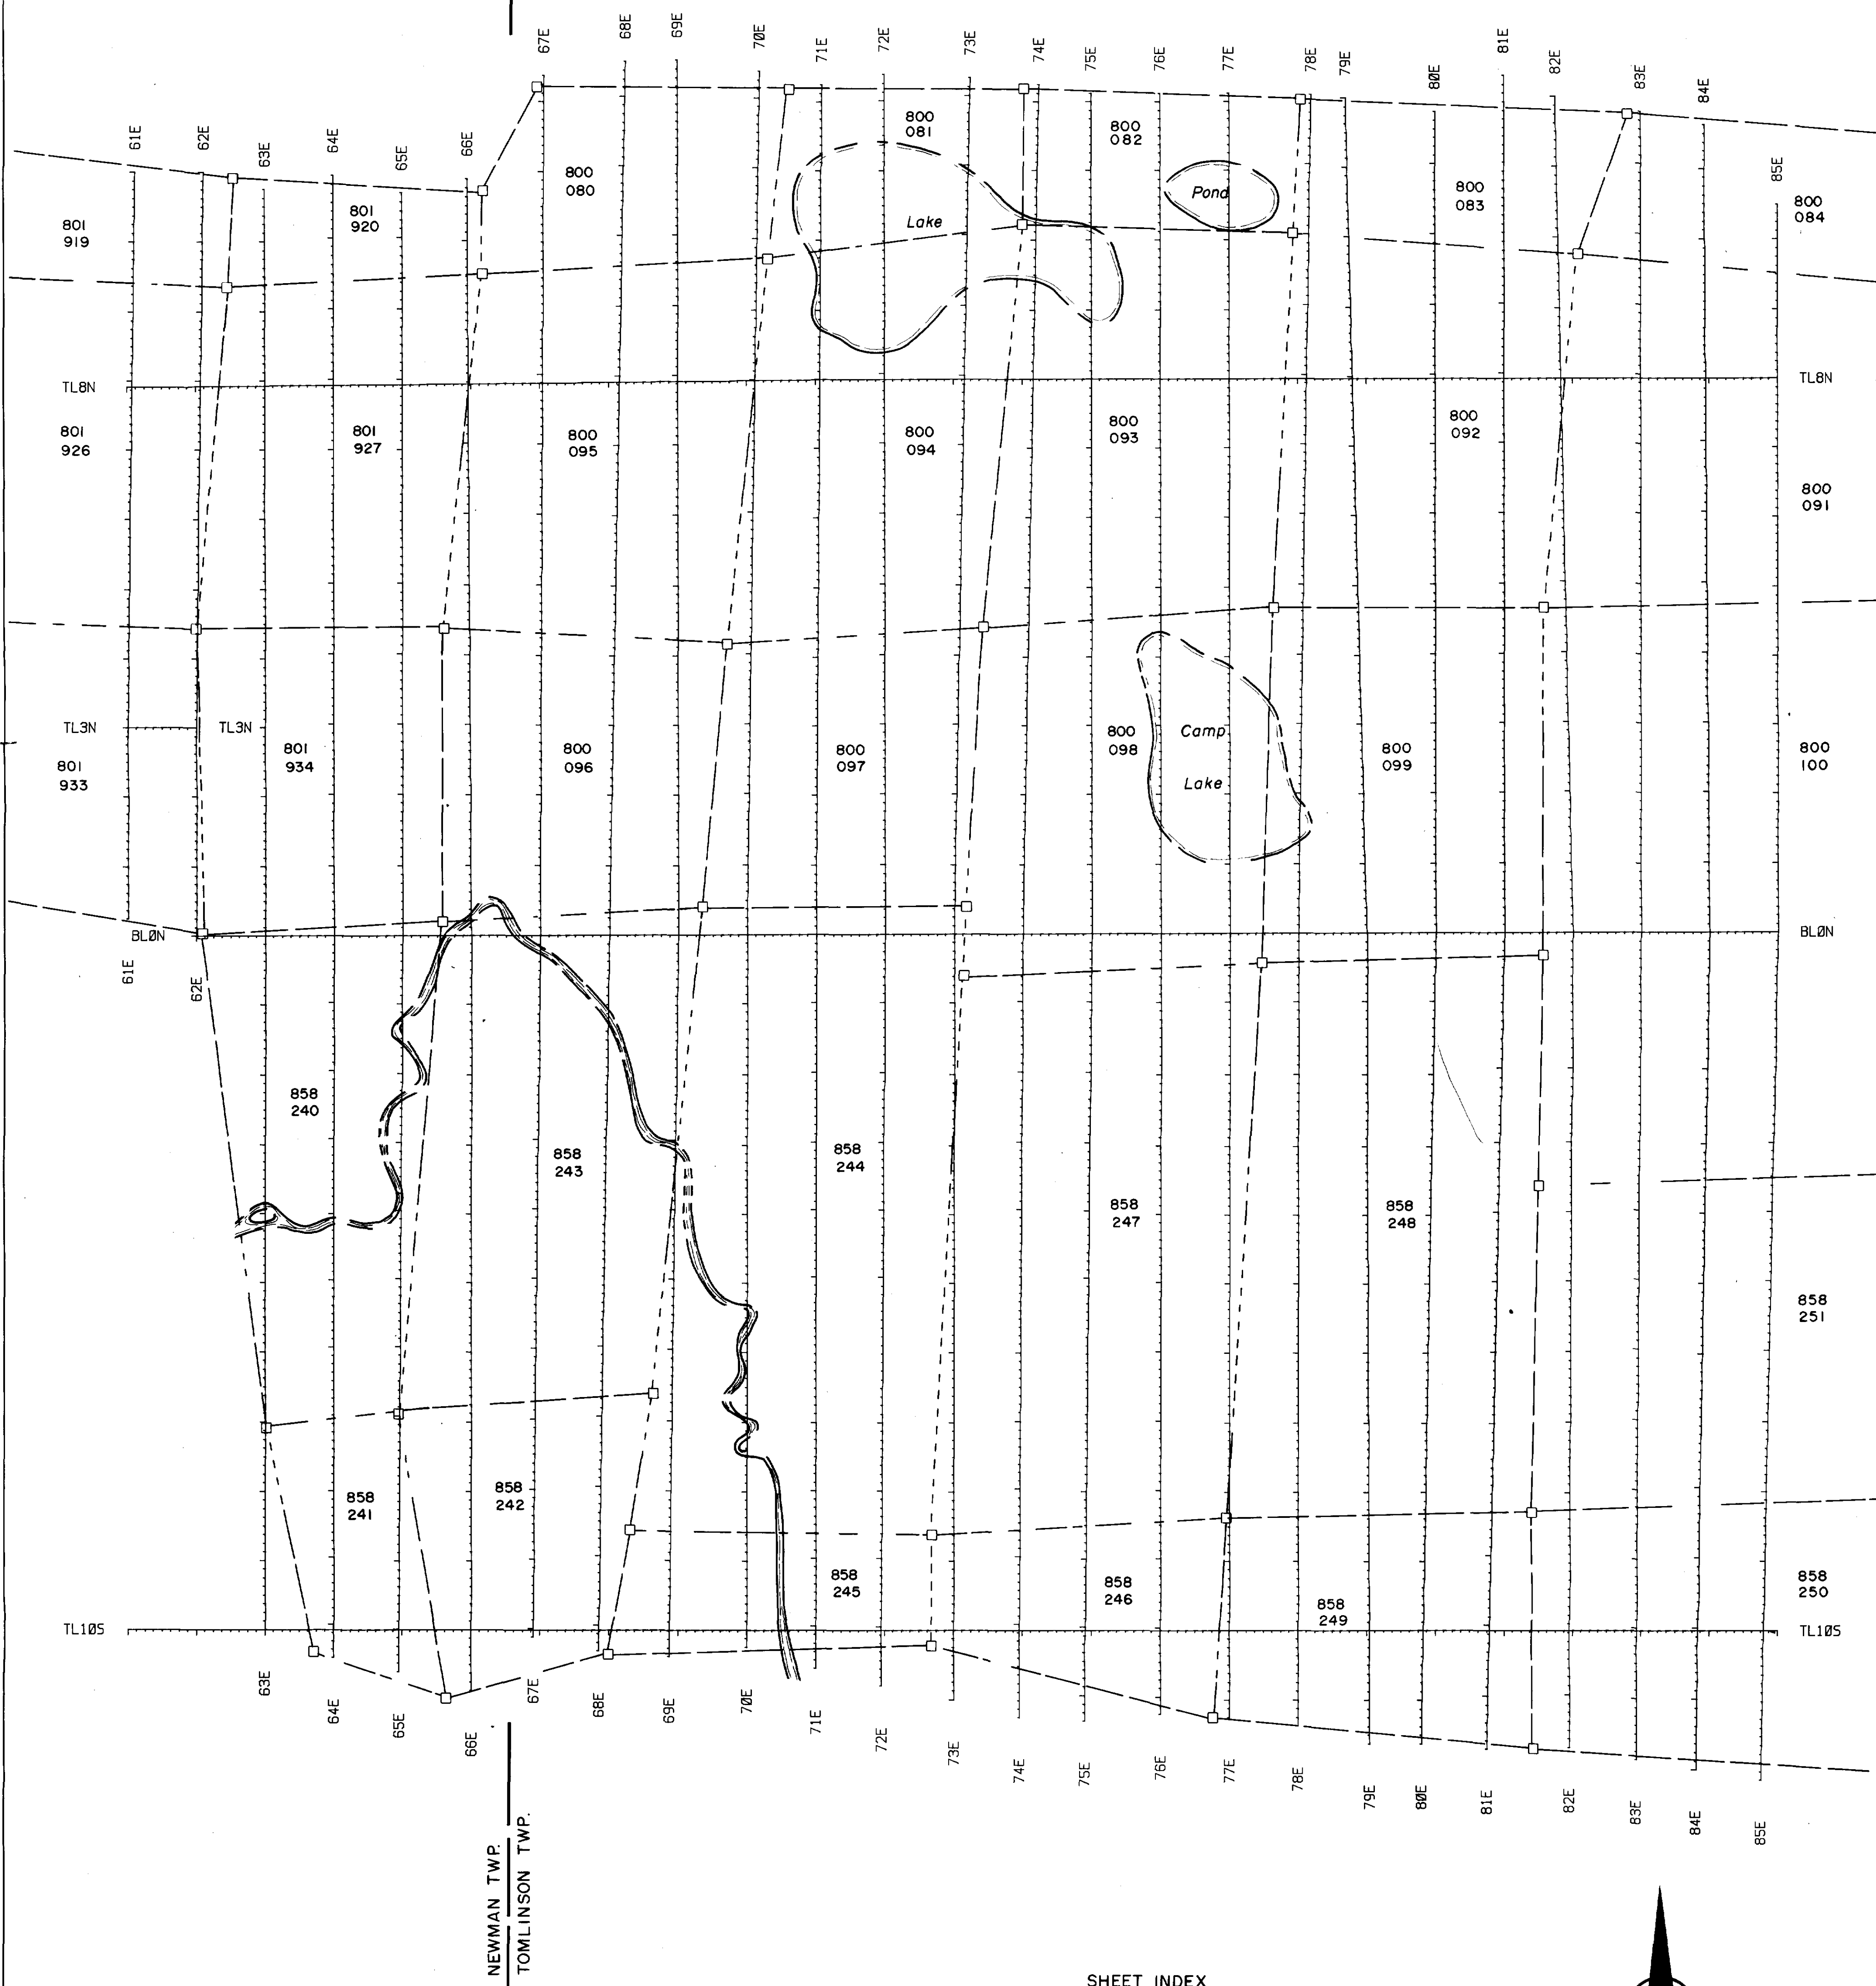 67E
68E
69E
70E
71E
72E
73E
74E
75E
76E
77E
78E
79E
80E
81E
82E
83E
84E
61E
62E
63E
64E
65E
66E
85E
801
919
801
920
800
080
800
081
800
082
Pond
800
083
800
084
Lake
TL8N
TL8N
801
926
801
927
800
095
800
094
800
093
800
092
800
091
TL3N
TL3N
801
933
801
934
800
096
800
097
800
098
Camp
Lake
800
099
800
100
BLØN
BLØN
61E
62E
858
240
858
243
858
244
858
247
858
248
858
251
858
241
858
242
858
245
858
246
858
249
858
250
TL1ØS
TL1ØS
63E
64E
65E
66E
67E
68E
69E
70E
71E
72E
73E
74E
75E
76E
77E
78E
79E
80E
81E
82E
83E
84E
85E
NEWMAN TWP.
TOMLINSON TWP.
SHEET INDEX